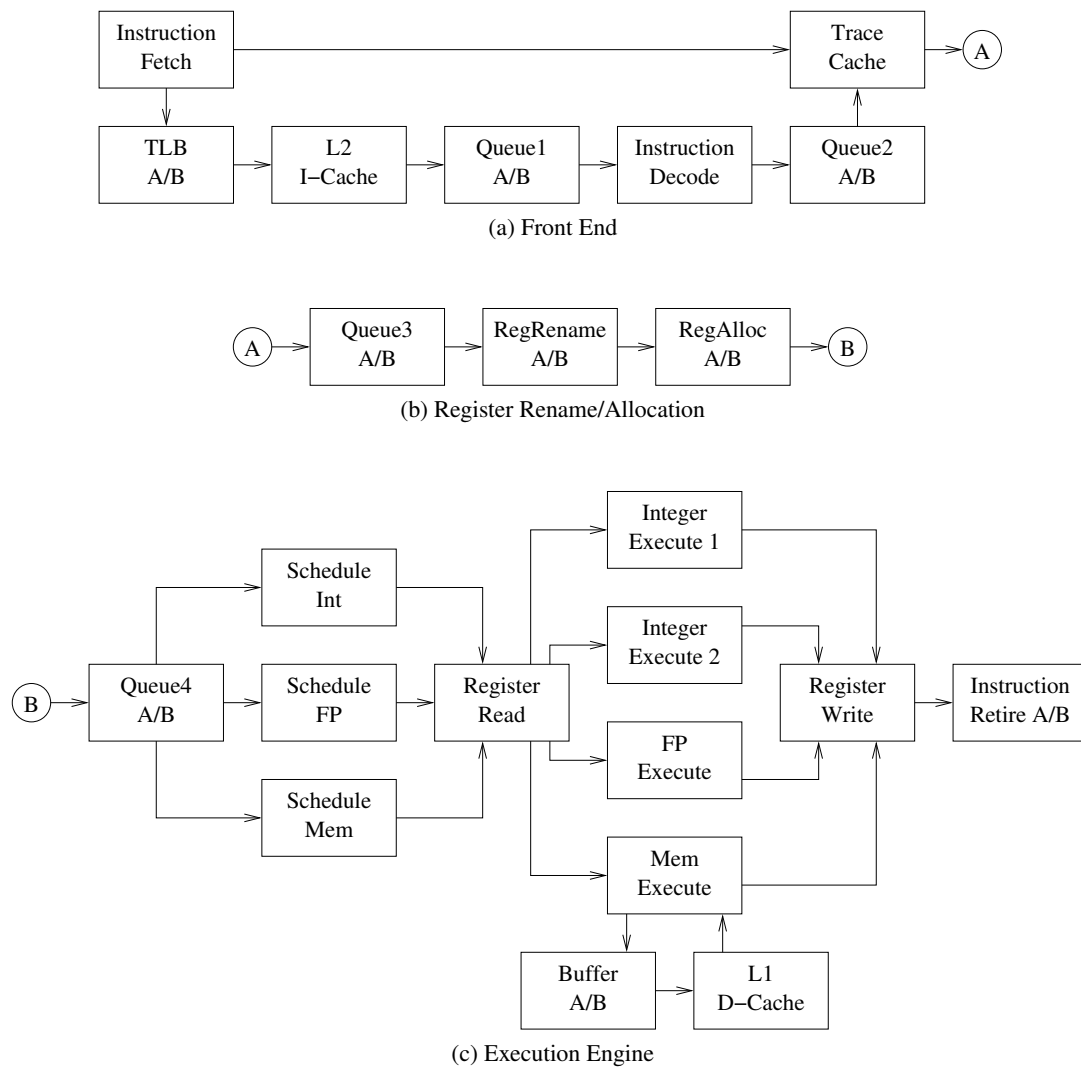 Instruction
Fetch
Trace
Cache
A
TLB
A/B
L2
I−Cache
Queue1
A/B
Instruction
Decode
Queue2
A/B
(a) Front End
A
Queue3
A/B
RegRename
A/B
RegAlloc
A/B
B
(b) Register Rename/Allocation
Integer
Execute 1
Schedule
Int
Integer
Execute 2
B
Queue4
A/B
Schedule
FP
Register
Read
Register
Write
Instruction
Retire A/B
FP
Execute
Schedule
Mem
Mem
Execute
Buffer
A/B
L1
D−Cache
(c) Execution Engine